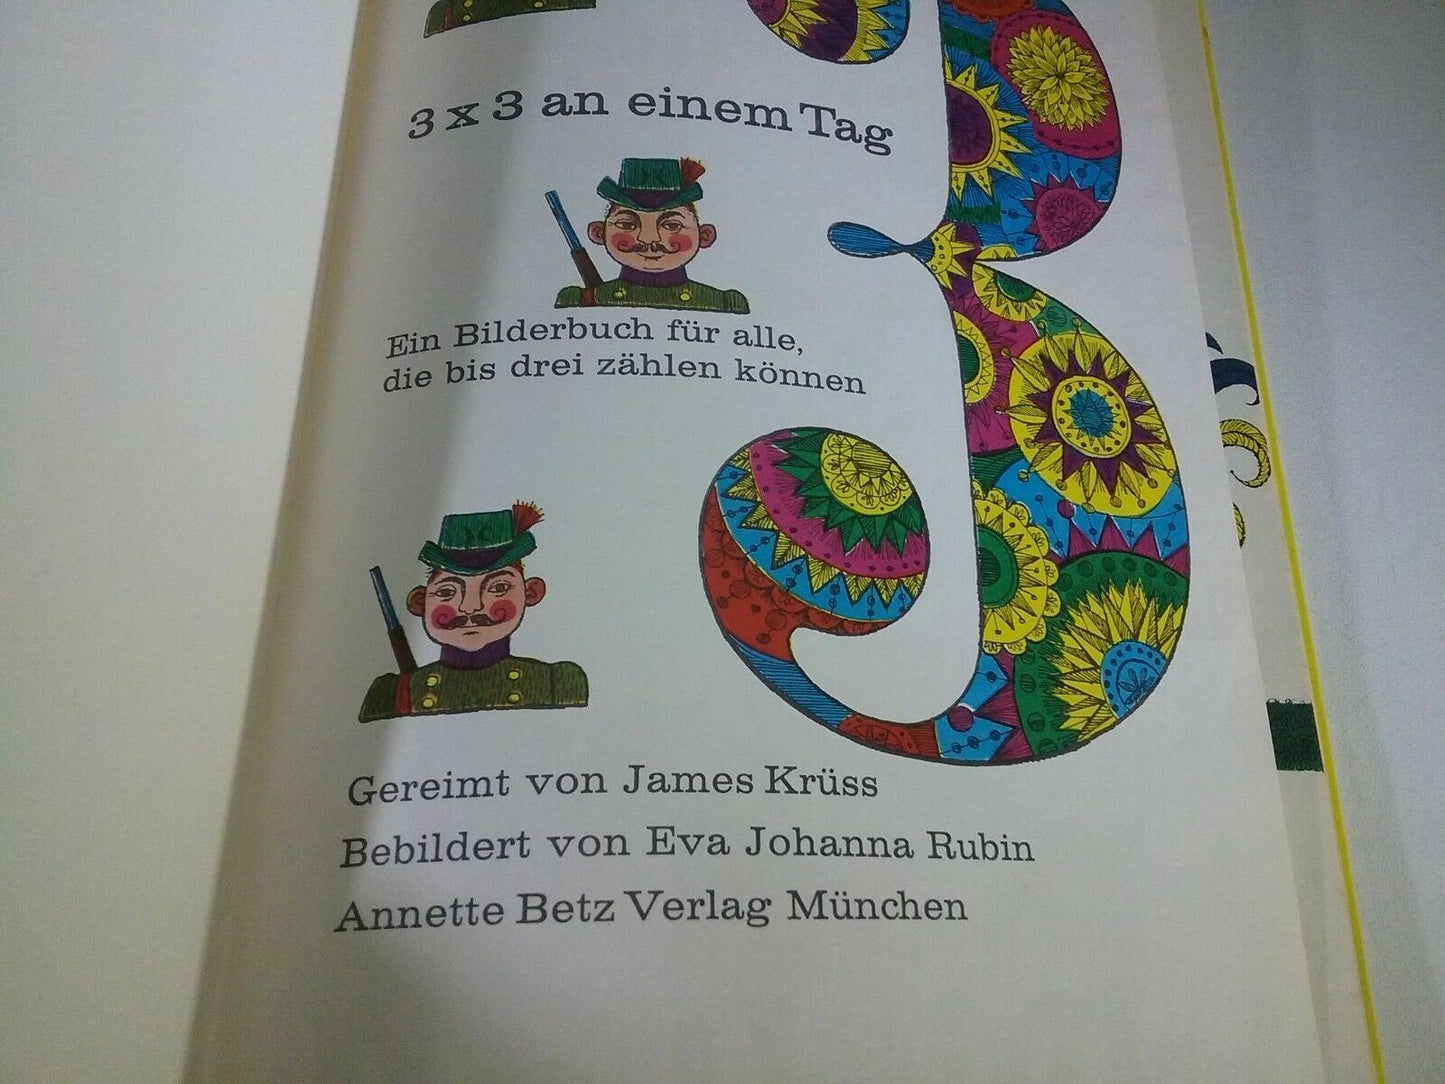 3 x 3 an einem Tag
Ein Bilderbuch für alle,
die bis drei zählen können
Gereimt von James Krüss
Bebildert von Eva Johanna Rubin
Annette Betz Verlag München